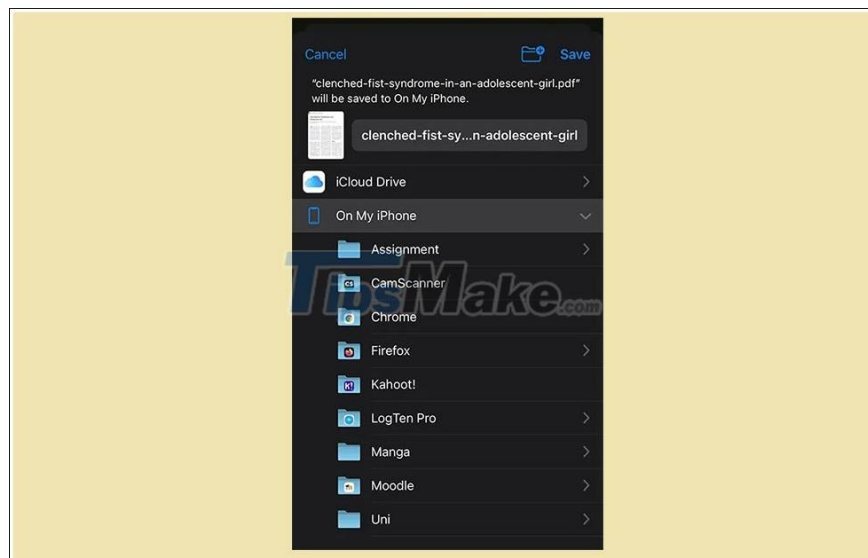 Cancel
Save
“clenched-fist-syndrome-in-an-adolescent-girl.pdf”
will be saved to On My iPhone.
clenched-fist-sy...n-adolescent-girl
iCloud Drive
On My iPhone
Assignment
TipsMake.com
CS CamScanner
Chrome
Firefox
K! Kahoot!
LogTen Pro
Manga
Moodle
Uni